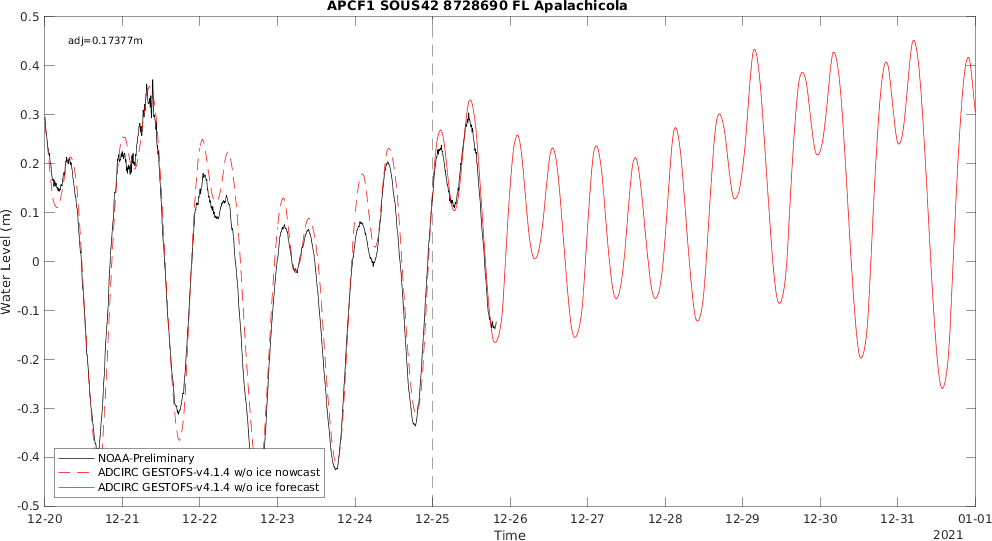 APCF1 SOUS42 8728690 FL Apalachicola
adj=0.17377m
0.5
0.4
0.3
0.2
0.1
0
-0.1
-0.2
-0.3
-0.4
-0.5
Water Level (m)
NOAA-Preliminary
ADCIRC GESTOFS-v4.1.4 w/o ice nowcast
ADCIRC GESTOFS-v4.1.4 w/o ice forecast
12-20 12-21 12-22 12-23 12-24 12-25 12-26 12-27 12-28 12-29 12-30 12-31 01-01
Time
2021